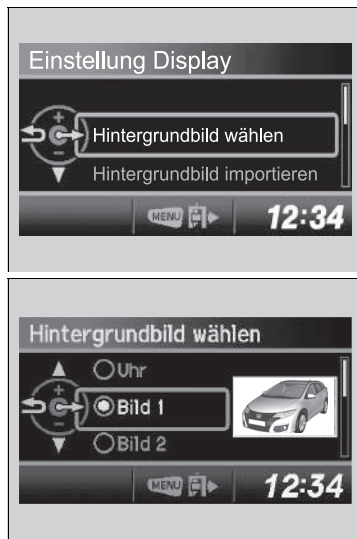 Einstellung Display
+
Hintergrundbild wählen
−
Hintergrundbild importieren
MENU 12:34
Hintergrundbild wählen
Uhr
+
Bild 1
−
Bild 2
MENU 12:34